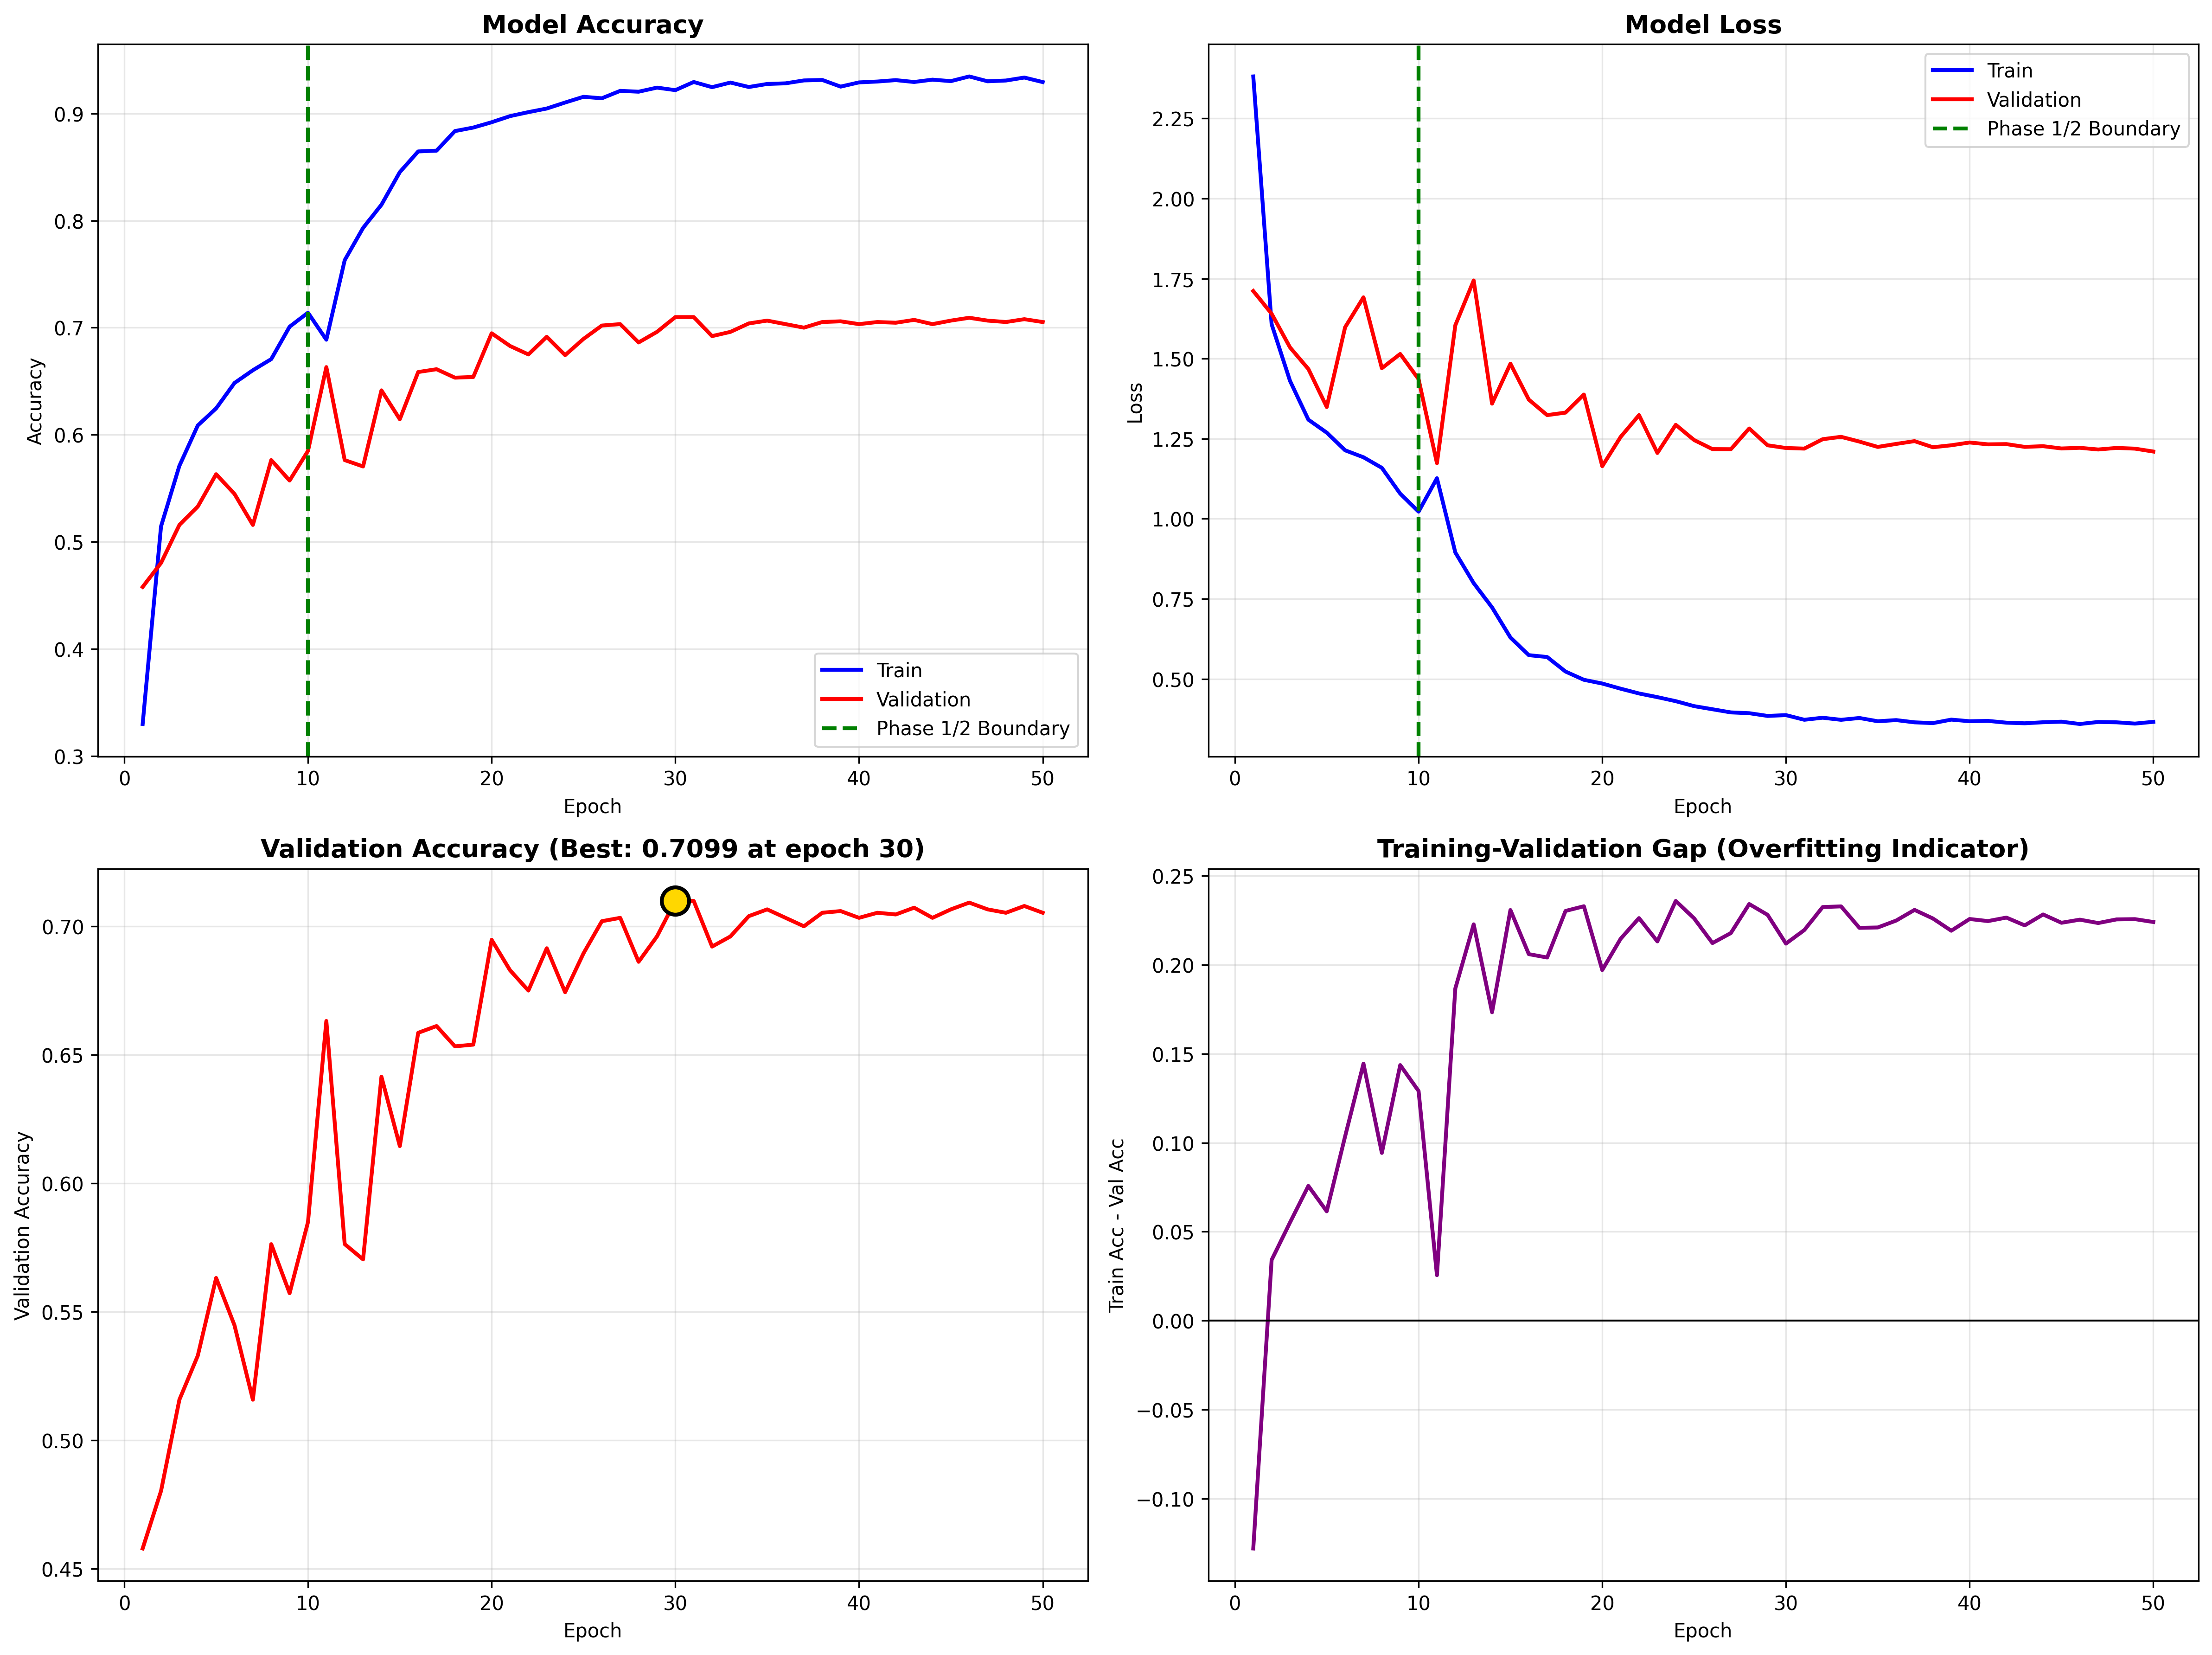 Model Accuracy
Accuracy
0.9
0.8
0.7
0.6
0.5
0.4
0.3
Train
Validation
Phase 1/2 Boundary
0 10 20 30 40 50
Epoch
Model Loss
Loss
2.25
2.00
1.75
1.50
1.25
1.00
0.75
0.50
Train
Validation
Phase 1/2 Boundary
0 10 20 30 40 50
Epoch
Validation Accuracy (Best: 0.7099 at epoch 30)
Validation Accuracy
0.70
0.65
0.60
0.55
0.50
0.45
0 10 20 30 40 50
Epoch
Training-Validation Gap (Overfitting Indicator)
Train Acc - Val Acc
0.25
0.20
0.15
0.10
0.05
0.00
−0.05
−0.10
0 10 20 30 40 50
Epoch